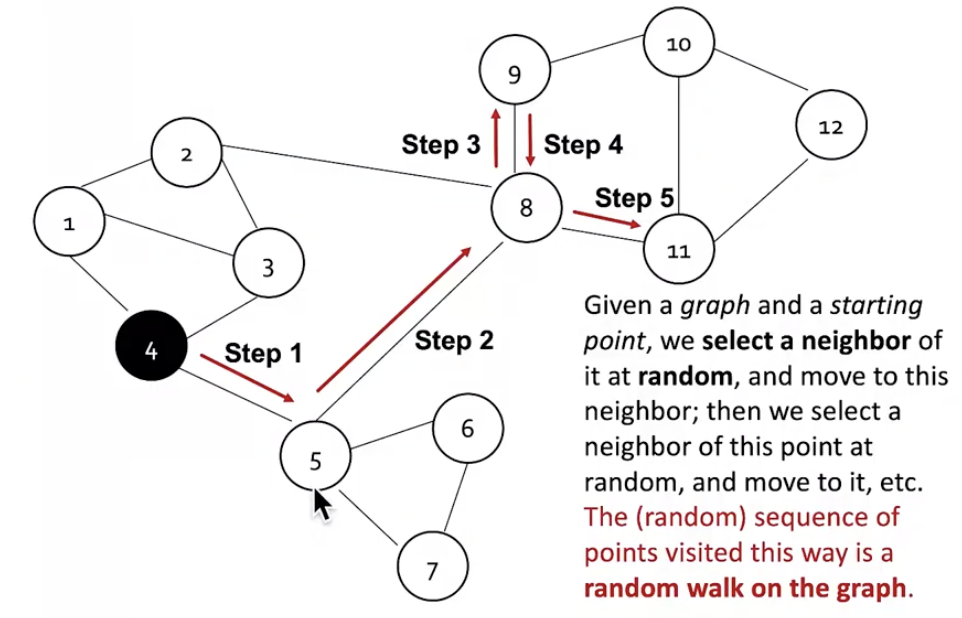 10
9
12
Step 3
Step 4
2
Step 5
8
1
11
3
Given a graph and a starting
point, we select a neighbor of
it at random, and move to this
neighbor; then we select a
neighbor of this point at
random, and move to it, etc.
The (random) sequence of
points visited this way is a
random walk on the graph.
4
Step 1
Step 2
6
5
7